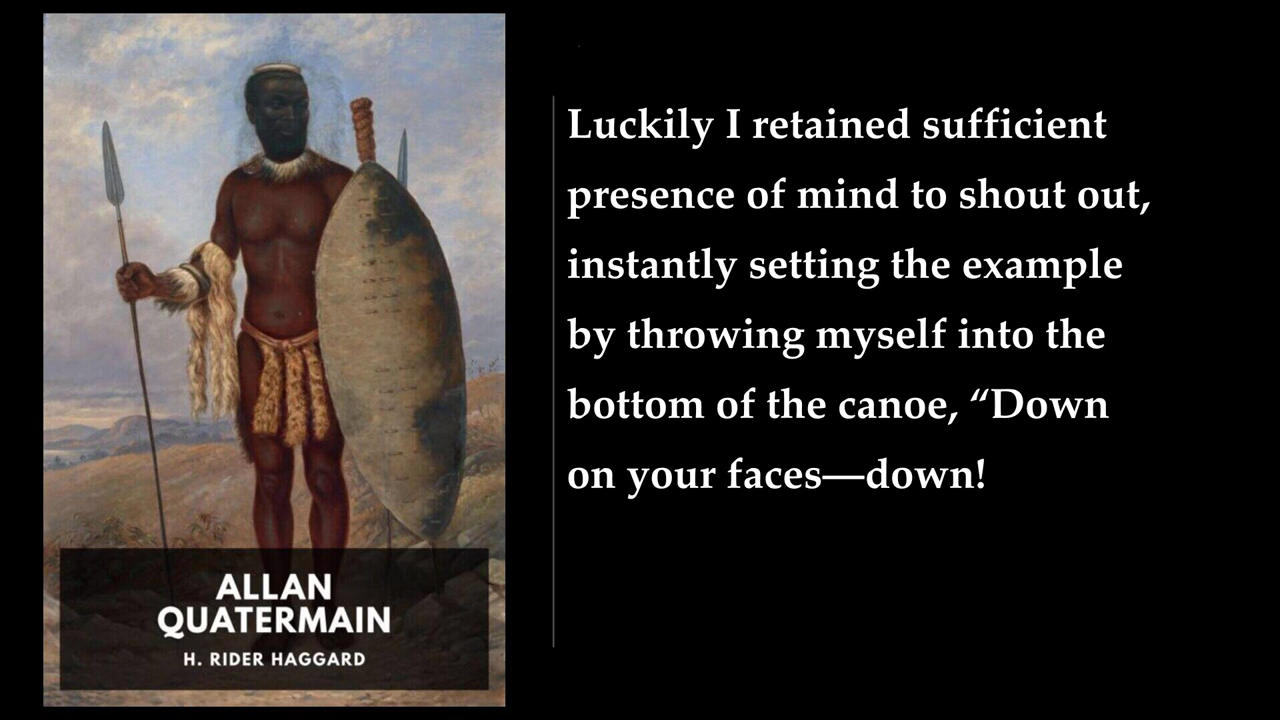 ALLAN
QUATERMAIN
H. RIDER HAGGARD
Luckily I retained sufficient
presence of mind to shout out,
instantly setting the example
by throwing myself into the
bottom of the canoe, “Down
on your faces—down!